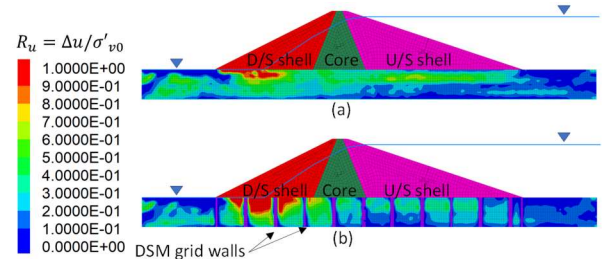 R_u = Δu/σ'_v0
1.0000E+00
9.0000E-01
8.0000E-01
7.0000E-01
6.0000E-01
5.0000E-01
4.0000E-01
3.0000E-01
2.0000E-01
1.0000E-01
0.0000E+00
D/S shell Core U/S shell
(a)
D/S shell Core U/S shell
DSM grid walls
(b)